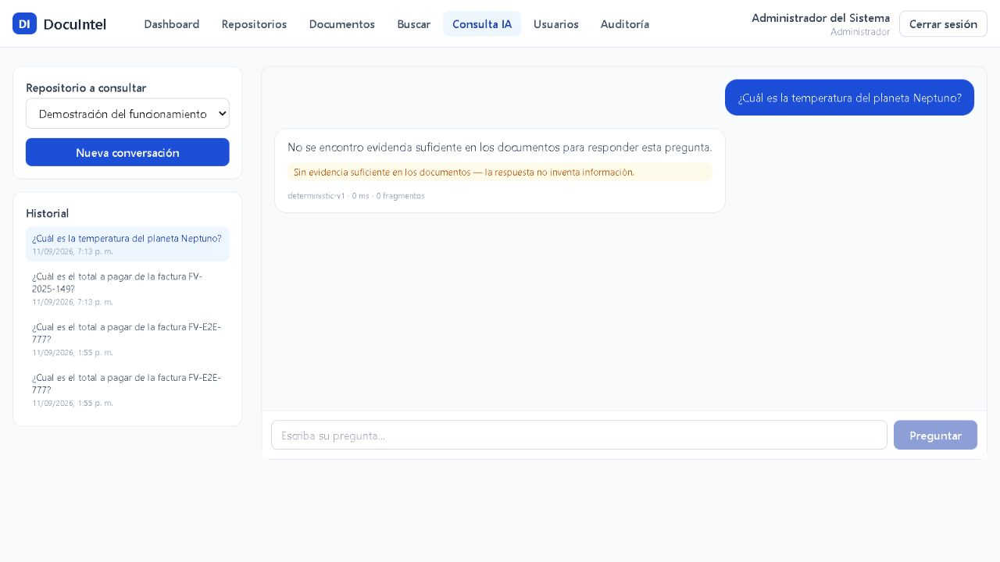 DI DocuIntel Dashboard Repositorios Documentos Buscar Consulta IA Usuarios Auditoría Administrador del Sistema
Administrador
Cerrar sesión
Repositorio a consultar
Demostración del funcionamiento
Nueva conversación
Historial
¿Cuál es la temperatura del planeta Neptuno?
11/09/2026, 7:13 p. m.
¿Cuál es el total a pagar de la factura FV-
2025-149?
11/09/2026, 7:13 p. m.
¿Cual es el total a pagar de la factura FV-E2E-
777?
11/09/2026, 1:55 p. m.
¿Cual es el total a pagar de la factura FV-E2E-
777?
11/09/2026, 1:55 p. m.
¿Cuál es la temperatura del planeta Neptuno?
No se encontro evidencia suficiente en los documentos para responder esta pregunta.
Sin evidencia suficiente en los documentos — la respuesta no inventa información.
deterministic-v1 · 0 ms · 0 fragmentos
Escriba su pregunta...
Preguntar